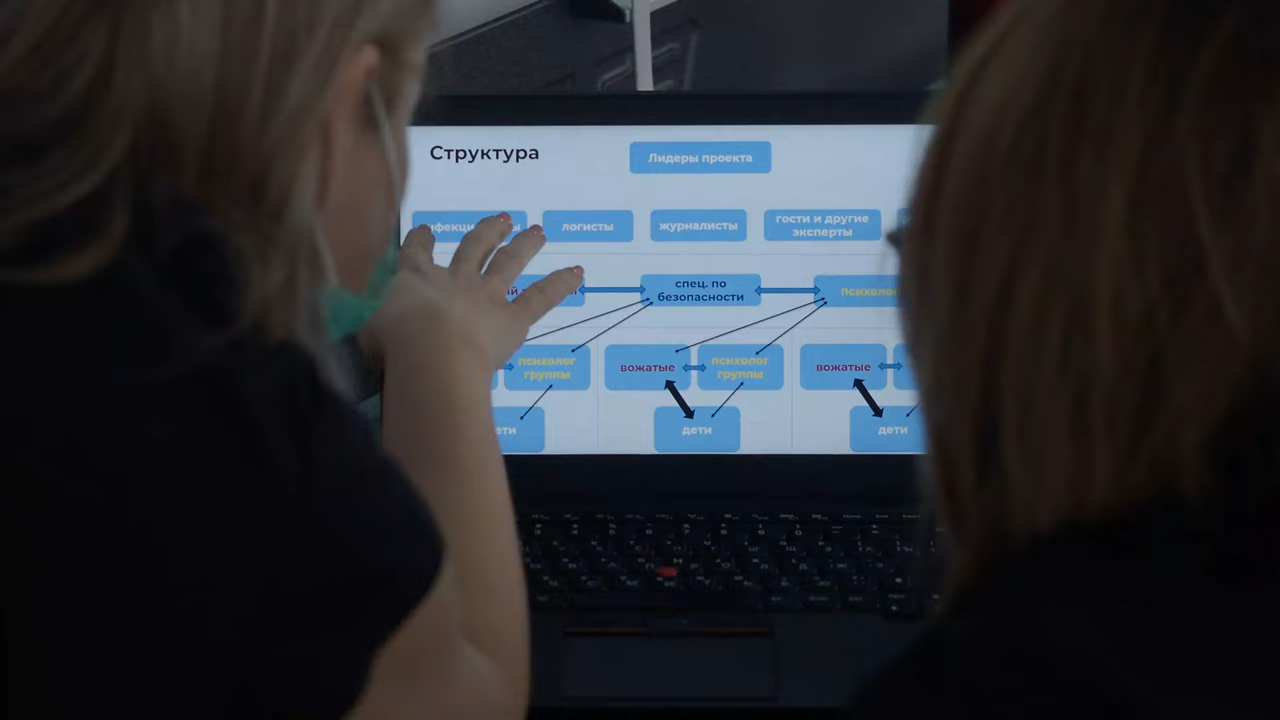 Структура
Лидеры проекта
логисты
журналисты
гости и другие
эксперты
спец. по
безопасности
психолог
группы
вожатые
психолог
группы
вожатые
дети
дети